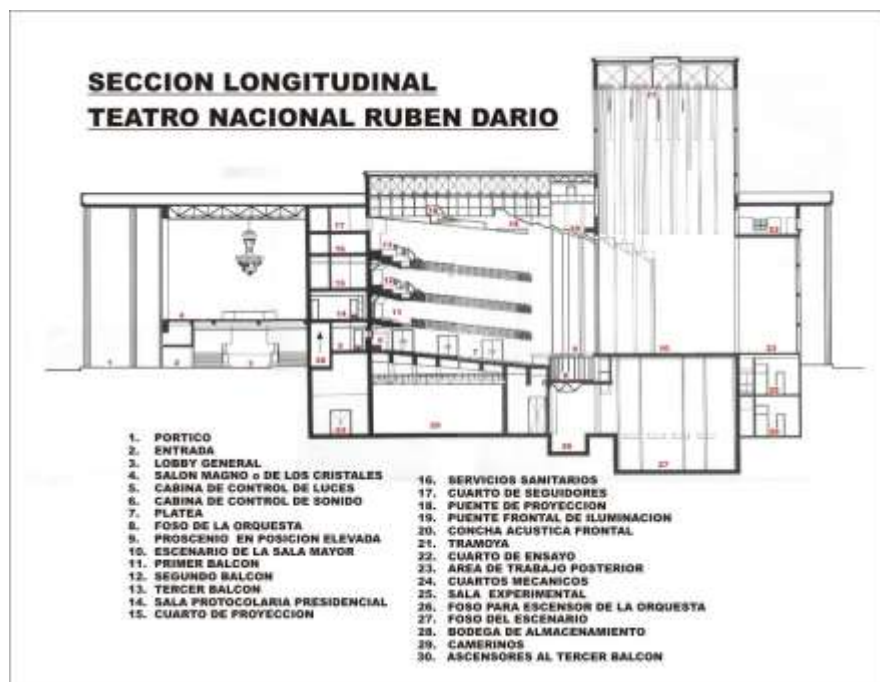 SECCION LONGITUDINAL
TEATRO NACIONAL RUBEN DARIO
1. PORTICO
2. ENTRADA
3. LOBBY GENERAL
4. SALON MAGNO o DE LOS CRISTALES
5. CABINA DE CONTROL DE LUCES
6. CABINA DE CONTROL DE SONIDO
7. PLATEA
8. FOSO DE LA ORQUESTA
9. PROSCENIO EN POSICION ELEVADA
10. ESCENARIO DE LA SALA MAYOR
11. PRIMER BALCON
12. SEGUNDO BALCON
13. TERCER BALCON
14. SALA PROTOCOLARIA PRESIDENCIAL
15. CUARTO DE PROYECCION
16. SERVICIOS SANITARIOS
17. CUARTO DE SEGUIDORES
18. PUENTE DE PROYECCION
19. PUENTE FRONTAL DE ILUMINACION
20. CONCHA ACUSTICA FRONTAL
21. TRAMOYA
22. CUARTO DE ENSAYO
23. AREA DE TRABAJO POSTERIOR
24. CUARTOS MECANICOS
25. SALA EXPERIMENTAL
26. FOSO PARA ESCENSOR DE LA ORQUESTA
27. FOSO DEL ESCENARIO
28. BODEGA DE ALMACENAMIENTO
29. CAMERINOS
30. ASCENSORES AL TERCER BALCON